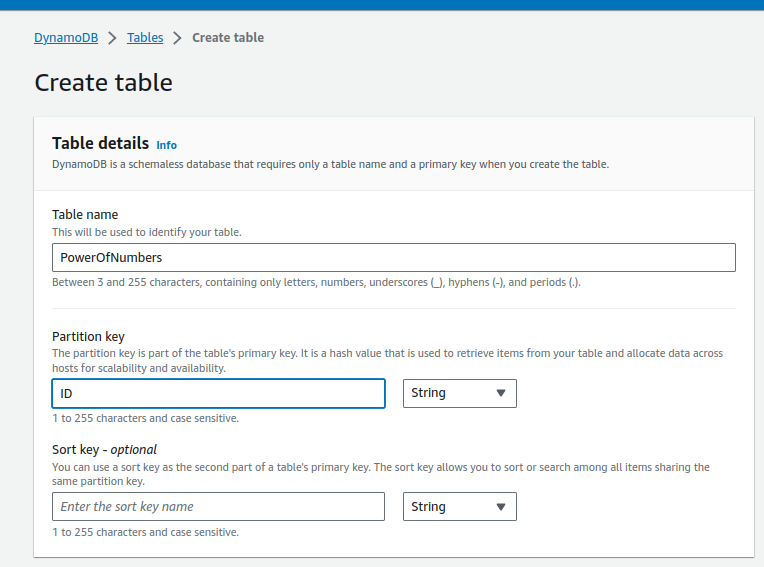 DynamoDB > Tables > Create table
Create table
Table details Info
DynamoDB is a schemaless database that requires only a table name and a primary key when you create the table.
Table name
This will be used to identify your table.
PowerOfNumbers
Between 3 and 255 characters, containing only letters, numbers, underscores (_), hyphens (-), and periods (.).
Partition key
The partition key is part of the table's primary key. It is a hash value that is used to retrieve items from your table and allocate data across
hosts for scalability and availability.
ID String
1 to 255 characters and case sensitive.
Sort key - optional
You can use a sort key as the second part of a table's primary key. The sort key allows you to sort or search among all items sharing the
same partition key.
Enter the sort key name String
1 to 255 characters and case sensitive.